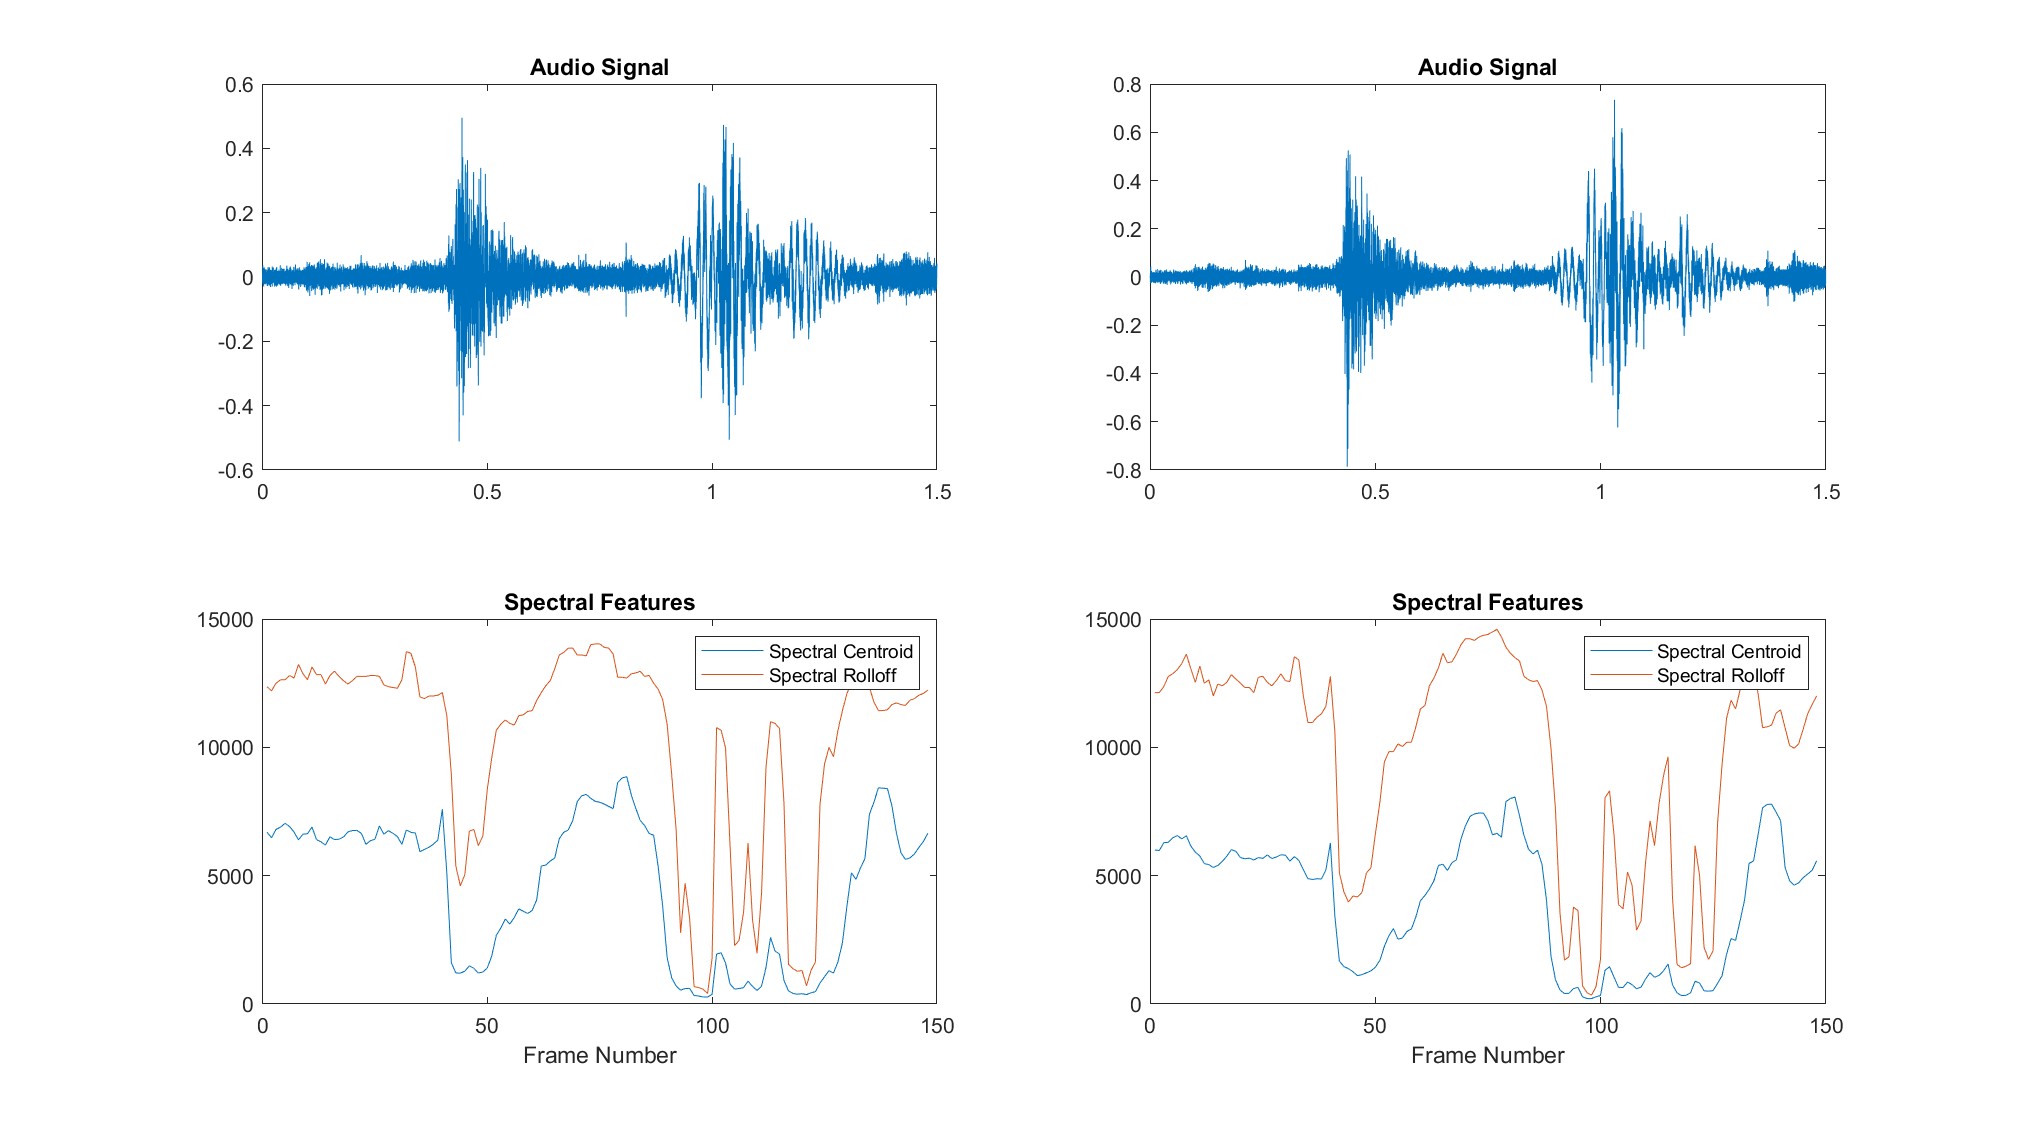 Audio Signal
0.6
0.4
0.2
0
-0.2
-0.4
-0.6
0 0.5 1 1.5
Audio Signal
0.8
0.6
0.4
0.2
0
-0.2
-0.4
-0.6
-0.8
0 0.5 1 1.5
Spectral Features
15000
10000
5000
0
Spectral Centroid
Spectral Rolloff
0 50 100 150
Frame Number
Spectral Features
15000
10000
5000
0
Spectral Centroid
Spectral Rolloff
0 50 100 150
Frame Number